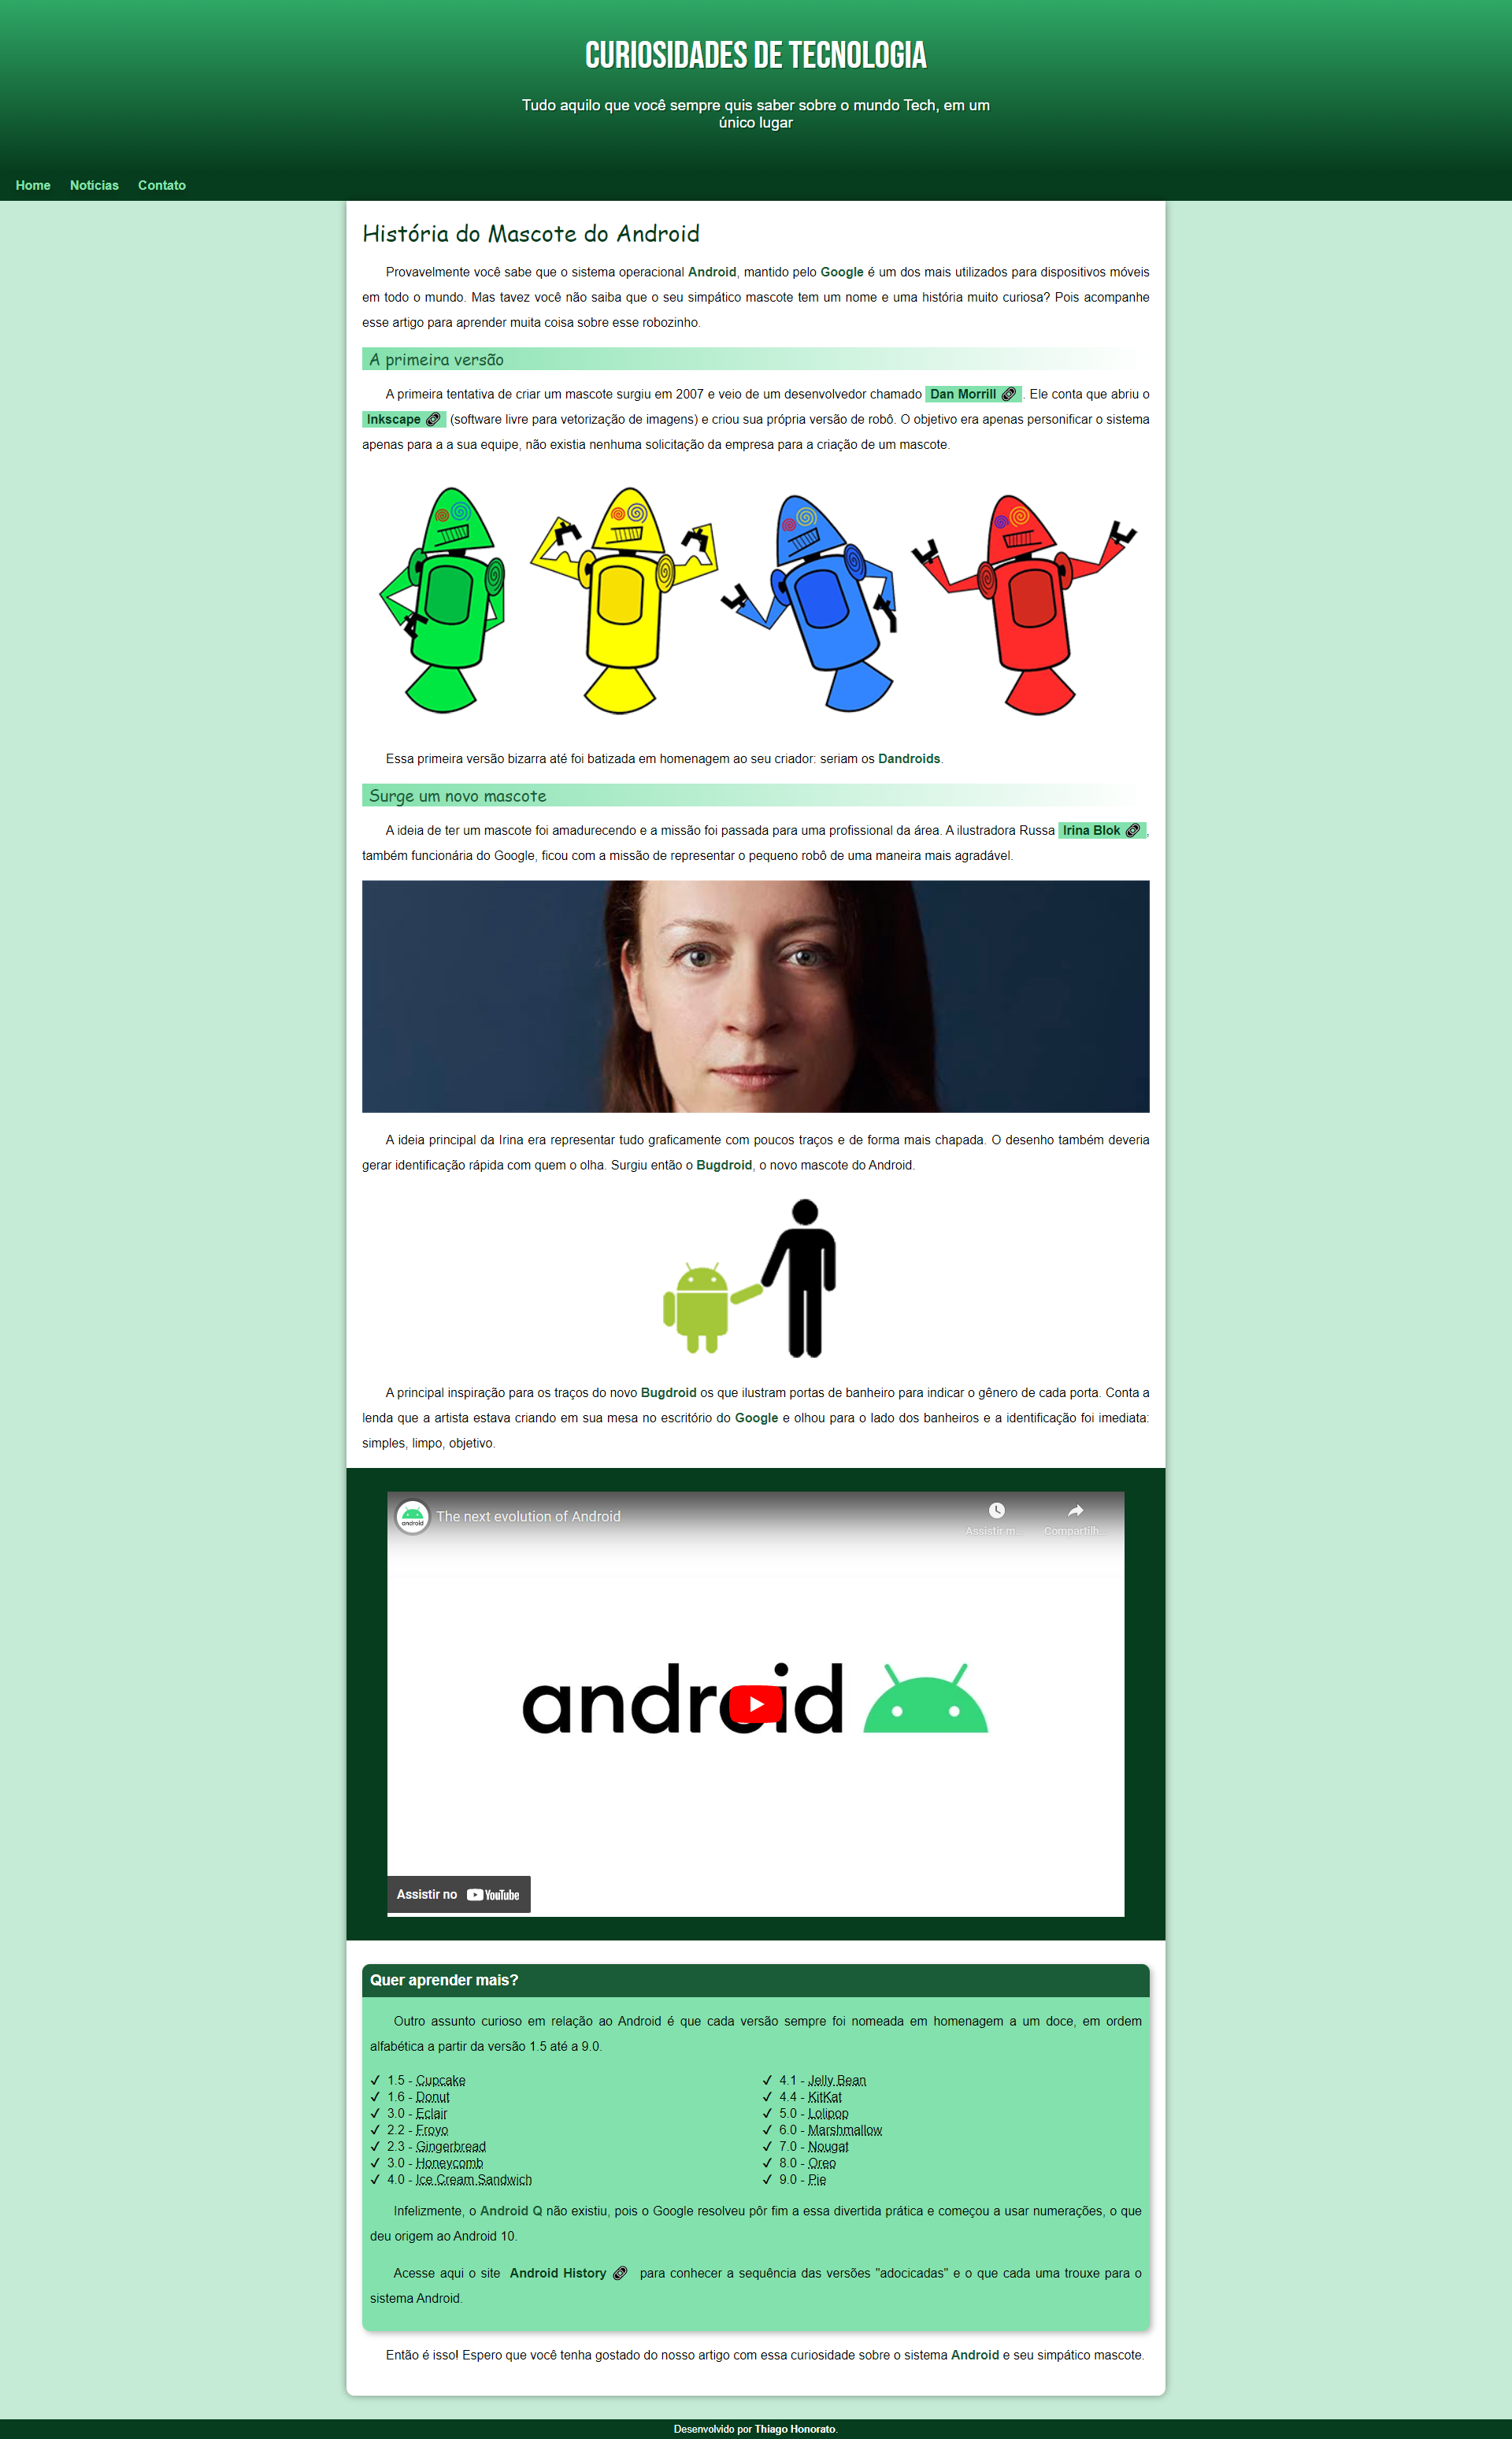 CURIOSIDADES DE TECNOLOGIA
Tudo aquilo que você sempre quis saber sobre o mundo Tech, em um
único lugar
Home Notícias Contato
História do Mascote do Android
Provavelmente você sabe que o sistema operacional Android, mantido pelo Google é um dos mais utilizados para dispositivos móveis
em todo o mundo. Mas tavez você não saiba que o seu simpático mascote tem um nome e uma história muito curiosa? Pois acompanhe
esse artigo para aprender muita coisa sobre esse robozinho.
A primeira versão
A primeira tentativa de criar um mascote surgiu em 2007 e veio de um desenvolvedor chamado Dan Morrill. Ele conta que abriu o
Inkscape (software livre para vetorização de imagens) e criou sua própria versão de robô. O objetivo era apenas personificar o sistema
apenas para a a sua equipe, não existia nenhuma solicitação da empresa para a criação de um mascote.
Essa primeira versão bizarra até foi batizada em homenagem ao seu criador: seriam os Dandroids.
Surge um novo mascote
A ideia de ter um mascote foi amadurecendo e a missão foi passada para uma profissional da área. A ilustradora Russa Irina Blok,
também funcionária do Google, ficou com a missão de representar o pequeno robô de uma maneira mais agradável.
A ideia principal da Irina era representar tudo graficamente com poucos traços e de forma mais chapada. O desenho também deveria
gerar identificação rápida com quem o olha. Surgiu então o Bugdroid, o novo mascote do Android.
A principal inspiração para os traços do novo Bugdroid os que ilustram portas de banheiro para indicar o gênero de cada porta. Conta a
lenda que a artista estava criando em sua mesa no escritório do Google e olhou para o lado dos banheiros e a identificação foi imediata:
simples, limpo, objetivo.
android
The next evolution of Android
Assistir m...
Compartilh...
android
Assistir no YouTube
Quer aprender mais?
Outro assunto curioso em relação ao Android é que cada versão sempre foi nomeada em homenagem a um doce, em ordem
alfabética a partir da versão 1.5 até a 9.0.
✓ 1.5 - Cupcake
✓ 1.6 - Donut
✓ 3.0 - Eclair
✓ 2.2 - Froyo
✓ 2.3 - Gingerbread
✓ 3.0 - Honeycomb
✓ 4.0 - Ice Cream Sandwich
✓ 4.1 - Jelly Bean
✓ 4.4 - KitKat
✓ 5.0 - Lolipop
✓ 6.0 - Marshmallow
✓ 7.0 - Nougat
✓ 8.0 - Oreo
✓ 9.0 - Pie
Infelizmente, o Android Q não existiu, pois o Google resolveu pôr fim a essa divertida prática e começou a usar numerações, o que
deu origem ao Android 10.
Acesse aqui o site Android History para conhecer a sequência das versões "adocicadas" e o que cada uma trouxe para o
sistema Android.
Então é isso! Espero que você tenha gostado do nosso artigo com essa curiosidade sobre o sistema Android e seu simpático mascote.
Desenvolvido por Thiago Honorato.